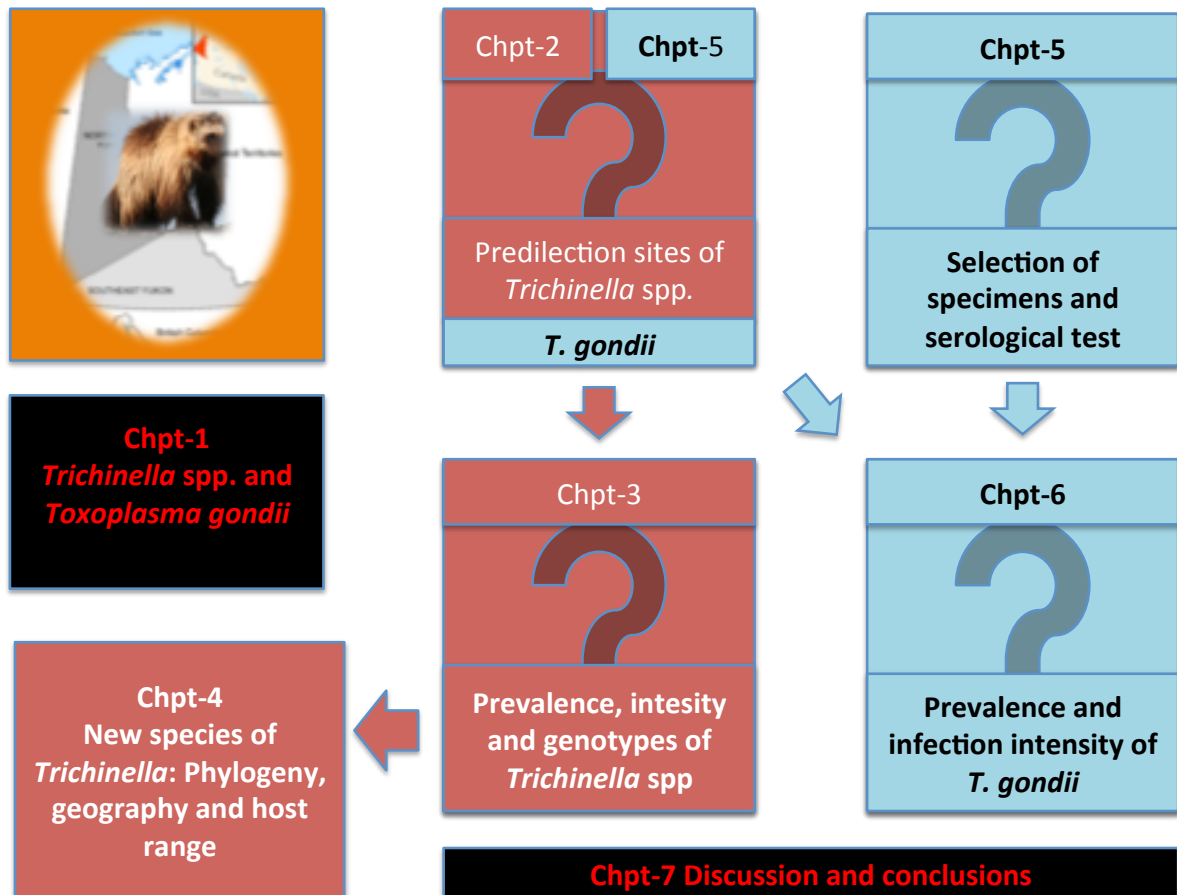 Chpt-2
Chpt-5
Chpt-5
Predilection sites of
Trichinella spp.
T. gondii
Selection of
specimens and
serological test
Chpt-1
Trichinella spp. and
Toxoplasma gondii
Chpt-3
Chpt-6
Chpt-4
New species of
Trichinella: Phylogeny,
geography and host
range
Prevalence, intesity
and genotypes of
Trichinella spp
Prevalence and
infection intensity of
T. gondii
Chpt-7 Discussion and conclusions
SOUTHEAST YUKON